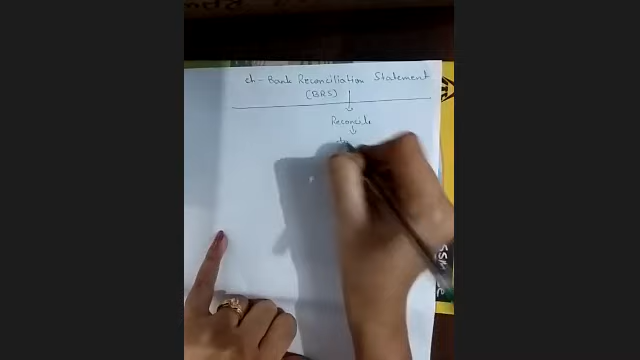 ch- Bank Reconciliation Statement
(BRS)
Reconcile